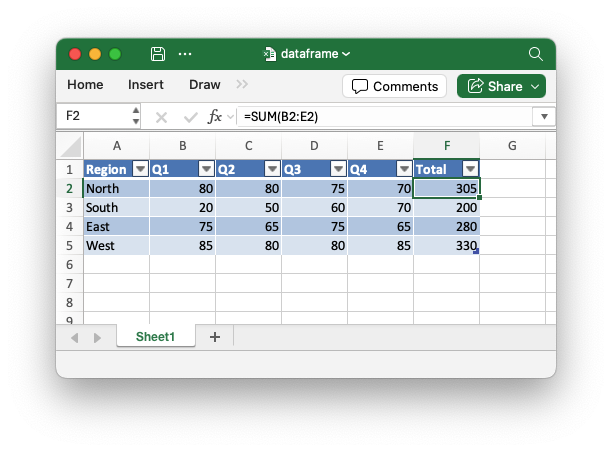 dataframe
Home Insert Draw Comments Share
F2 fx =SUM(B2:E2)
A B C D E F G
1 Region Q1 Q2 Q3 Q4 Total
2 North 80 80 75 70 305
3 South 20 50 60 70 200
4 East 75 65 75 65 280
5 West 85 80 80 85 330
6
7
8
9
Sheet1 +